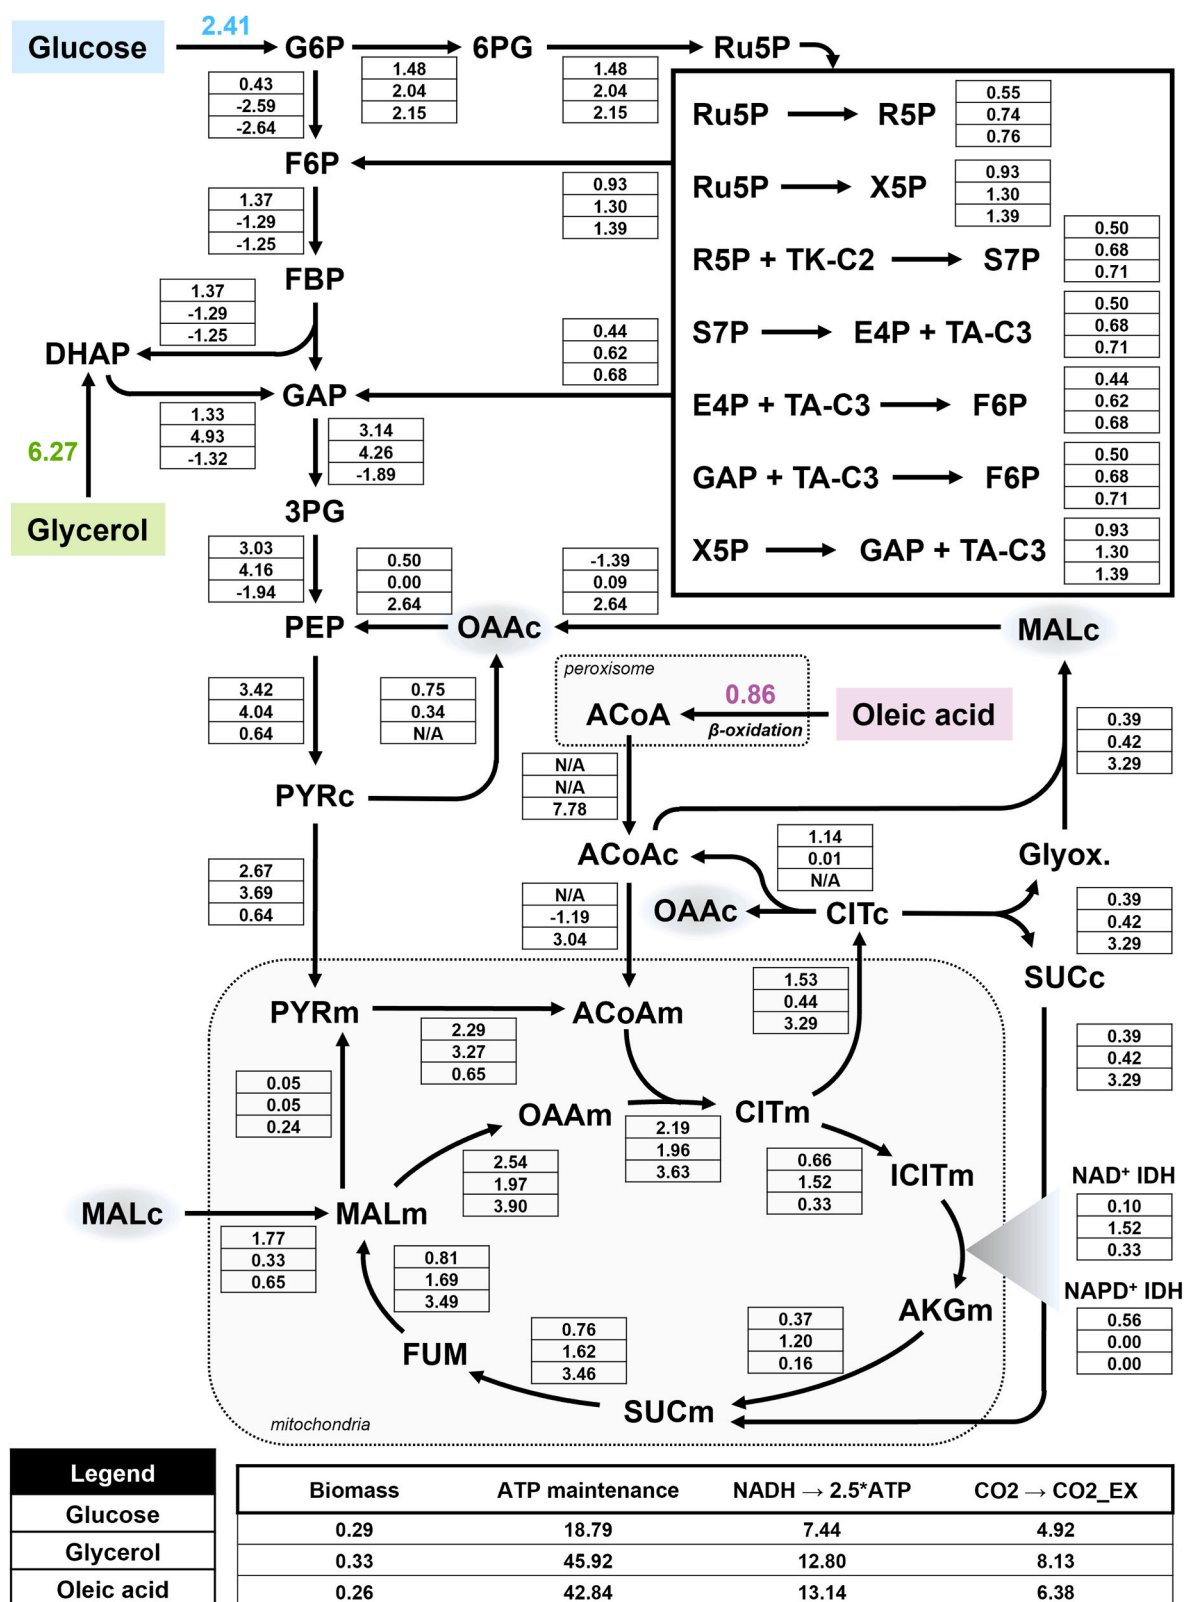 Glucose 2.41 G6P 6PG Ru5P
0.43
-2.59
-2.64
1.48
2.04
2.15
1.48
2.04
2.15
Ru5P R5P
0.55
0.74
0.76
F6P
0.93
1.30
1.39
Ru5P X5P
0.93
1.30
1.39
1.37
-1.29
-1.25
R5P + TK-C2 S7P
0.50
0.68
0.71
FBP
1.37
-1.29
-1.25
S7P E4P + TA-C3
0.50
0.68
0.71
DHAP
0.44
0.62
0.68
GAP
E4P + TA-C3 F6P
0.44
0.62
0.68
1.33
4.93
-1.32
3.14
4.26
-1.89
6.27
GAP + TA-C3 F6P
0.50
0.68
0.71
3PG
Glycerol
X5P GAP + TA-C3
0.93
1.30
1.39
3.03
4.16
-1.94
0.50
0.00
2.64
-1.39
0.09
2.64
PEP OAAc MALc
peroxisome
3.42
4.04
0.64
0.75
0.34
N/A
ACoA 0.86 Oleic acid
β-oxidation
0.39
0.42
3.29
N/A
N/A
7.78
PYRc
1.14
0.01
N/A
ACoAc Glyox.
2.67
3.69
0.64
N/A
-1.19
3.04
OAAc CITc
0.39
0.42
3.29
SUCc
1.53
0.44
3.29
PYRm ACoAm
2.29
3.27
0.65
0.39
0.42
3.29
0.05
0.05
0.24
OAAm CITm
2.19
1.96
3.63
2.54
1.97
3.90
0.66
1.52
0.33
ICITm
NAD+ IDH
0.10
1.52
0.33
MALc MALm
1.77
0.33
0.65
0.81
1.69
3.49
NAPD+ IDH
0.56
0.00
0.00
AKGm
0.37
1.20
0.16
FUM
0.76
1.62
3.46
SUCm
mitochondria
Legend
Glucose
Glycerol
Oleic acid
Biomass ATP maintenance NADH → 2.5*ATP CO2 → CO2_EX
0.29 18.79 7.44 4.92
0.33 45.92 12.80 8.13
0.26 42.84 13.14 6.38